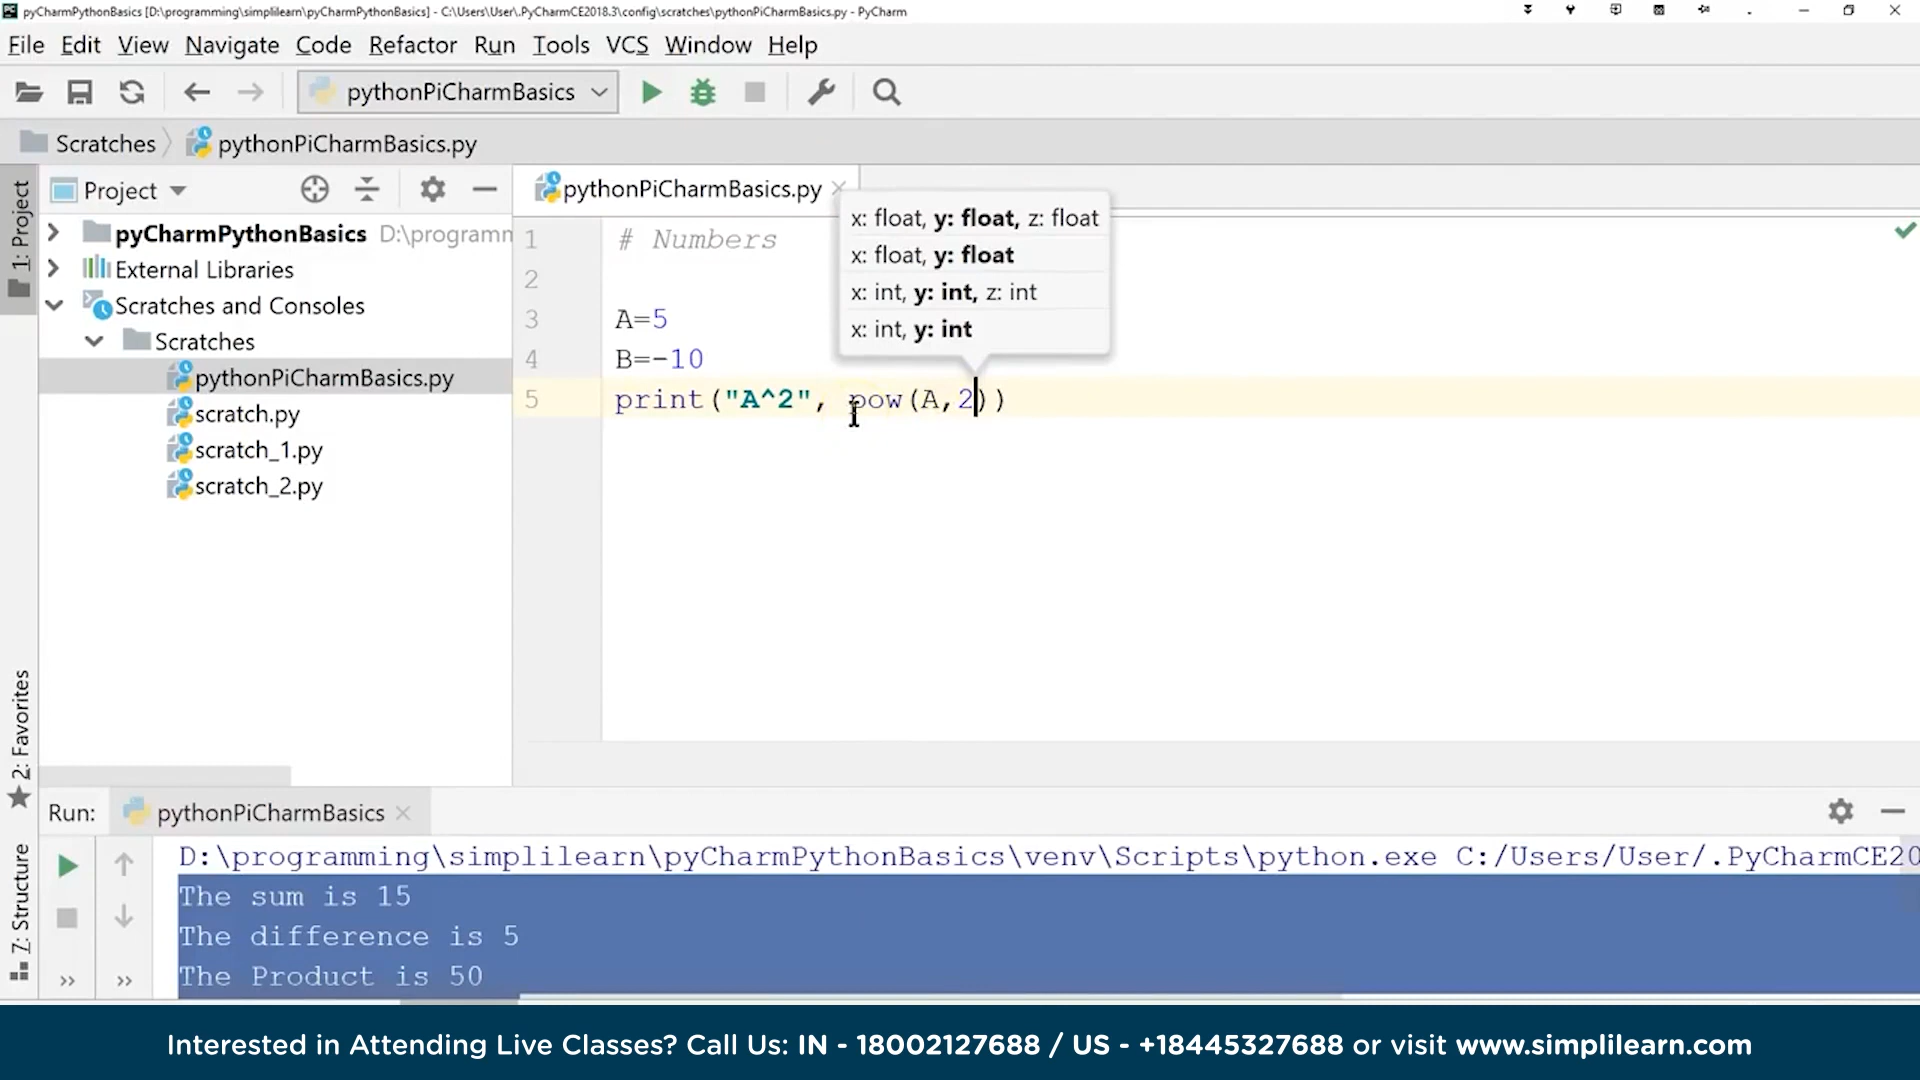 pyCharmPythonBasics [D:\programming\simplilearn\pyCharmPythonBasics] - C:\Users\User\.PyCharmCE2018.3\config\scratches\pythonPiCharmBasics.py - PyCharm
File Edit View Navigate Code Refactor Run Tools VCS Window Help
pythonPiCharmBasics
Scratches pythonPiCharmBasics.py
1: Project
Project
pythonPiCharmBasics.py
pyCharmPythonBasics D:\programm
External Libraries
Scratches and Consoles
Scratches
pythonPiCharmBasics.py
scratch.py
scratch_1.py
scratch_2.py
x: float, y: float, z: float
x: float, y: float
x: int, y: int, z: int
x: int, y: int
1 # Numbers
2
3 A=5
4 B=-10
5 print("A^2", pow(A,2))
2: Favorites
Z: Structure
Run: pythonPiCharmBasics
D:\programming\simplilearn\pyCharmPythonBasics\venv\Scripts\python.exe C:/Users/User/.PyCharmCE20
The sum is 15
The difference is 5
The Product is 50
Interested in Attending Live Classes? Call Us: IN - 18002127688 / US - +18445327688 or visit www.simplilearn.com